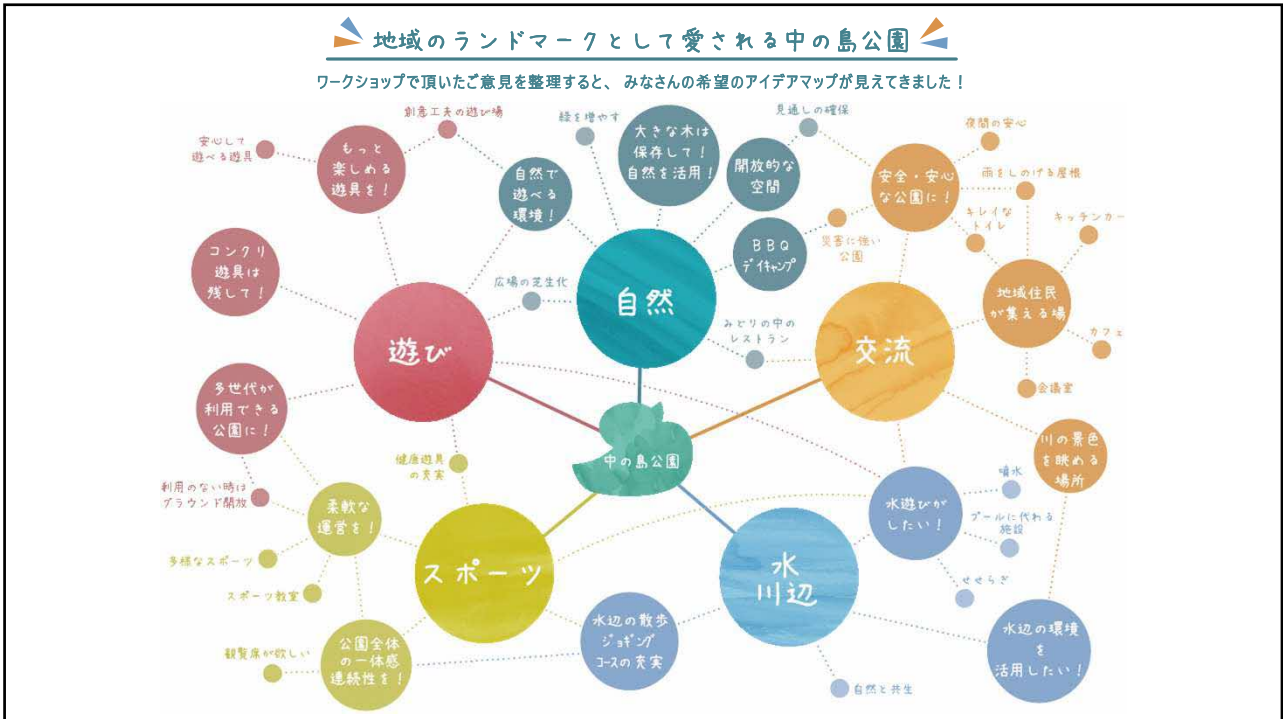 地域のランドマークとして愛される中の島公園
ワークショップで頂いたご意見を整理すると、みなさんの希望のアイデアマップが見えてきました！
安心して
遊べる遊具
もっと
楽しめる
遊具を！
創意工夫の遊び場
自然で
遊べる
環境！
緑を増やす
大きな木は
保存して！
自然を活用！
開放的な
空間
見通しの確保
安全・安心
な公園に！
夜間の安心
雨をしのげる屋根
キレイな
トイレ
キッチンカー
コンクリ
遊具は
残して！
BBQ
デイキャンプ
災害に強い
公園
地域住民
が集える場
カフェ
会議室
広場の芝生化
自然
みどりの中の
レストラン
遊び
交流
多世代が
利用できる
公園に！
中の島公園
川の景色
を眺める
場所
健康遊具
の充実
利用のない時は
グラウンド開放
柔軟な
運営を！
多様なスポーツ
スポーツ教室
スポーツ
水
川辺
水遊びが
したい！
噴水
プールに代わる
施設
せせらぎ
観覧席が欲しい
公園全体
の一体感
連続性を！
水辺の散歩
ジョギング
コースの充実
水辺の環境
を
活用したい！
自然と共生